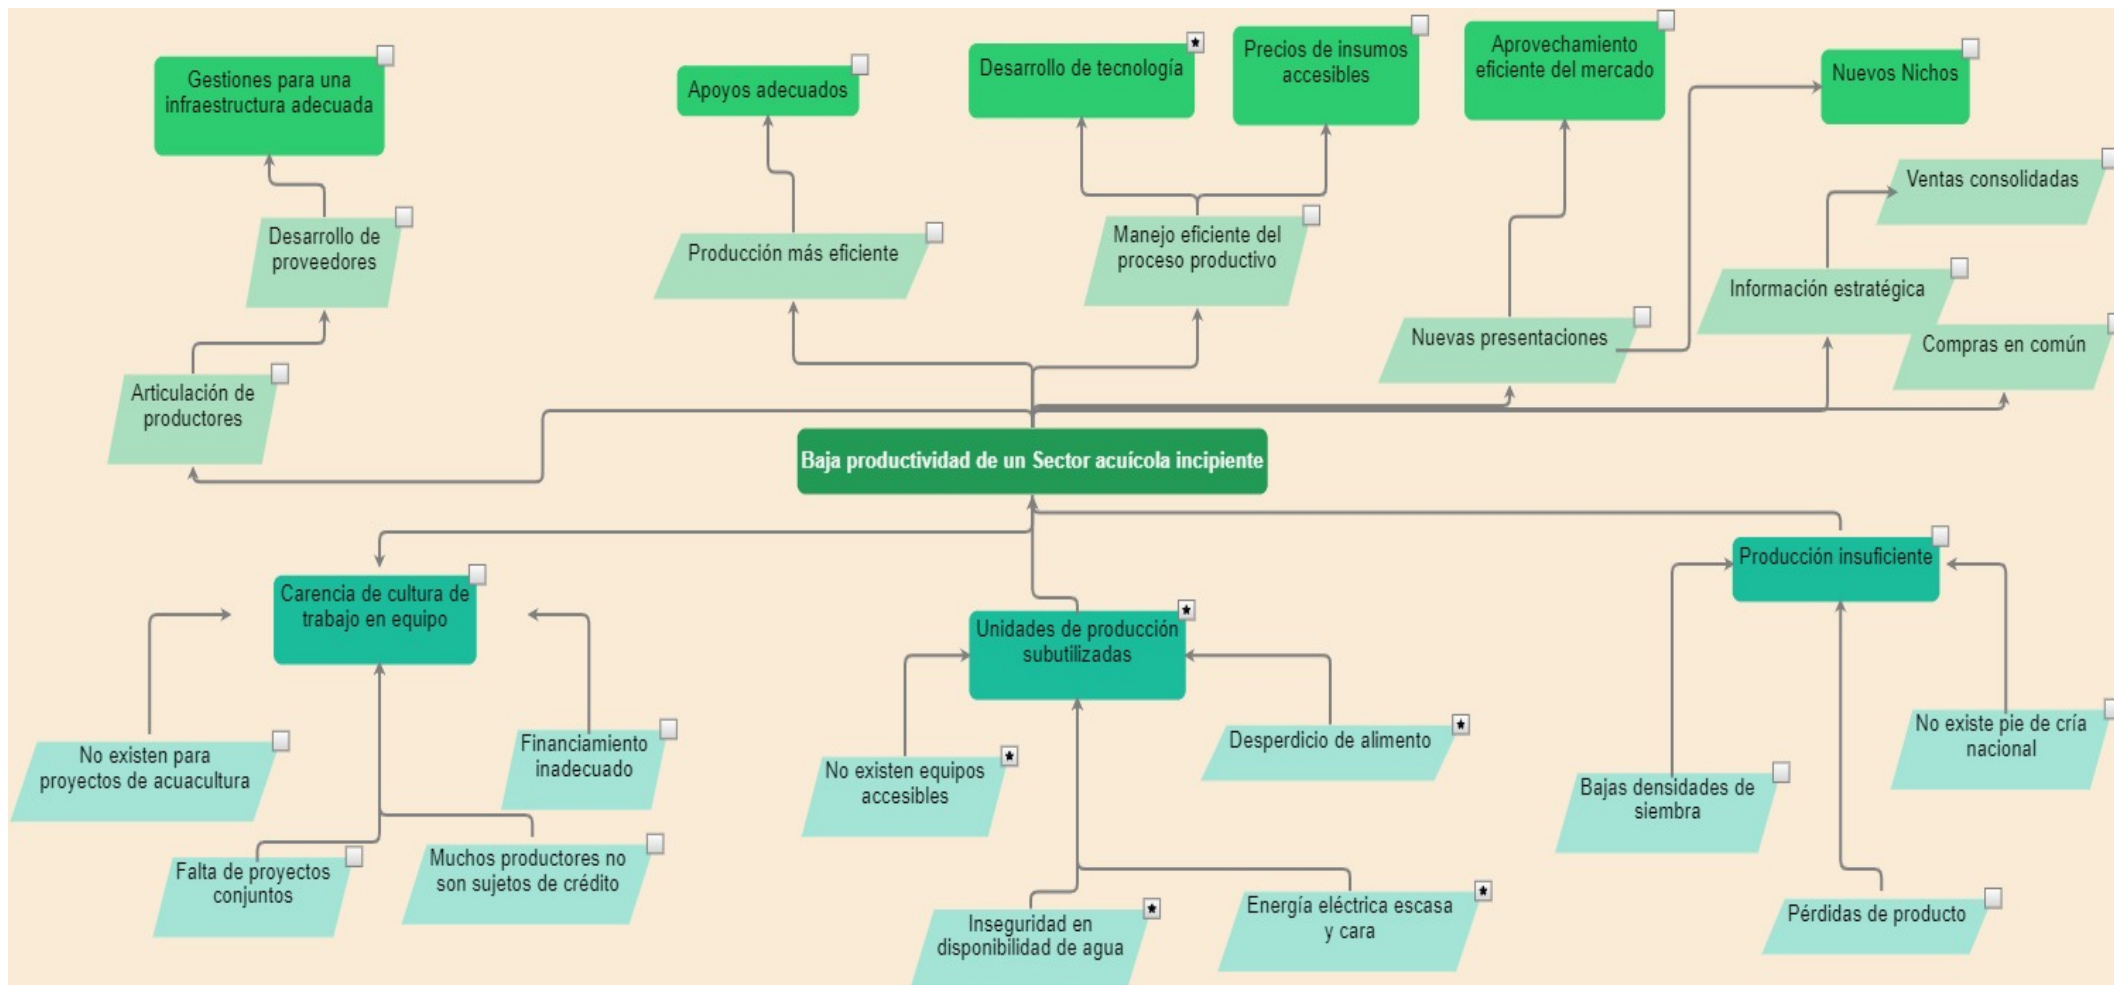 Gestiones para una
infraestructura adecuada
Apoyos adecuados
Desarrollo de tecnología
Precios de insumos
accesibles
Aprovechamiento
eficiente del mercado
Nuevos Nichos
Ventas consolidadas
Desarrollo de
proveedores
Producción más eficiente
Manejo eficiente del
proceso productivo
Información estratégica
Nuevas presentaciones
Compras en común
Articulación de
productores
Baja productividad de un Sector acuícola incipiente
Carencia de cultura de
trabajo en equipo
Unidades de producción
subutilizadas
Producción insuficiente
No existen para
proyectos de acuacultura
Financiamiento
inadecuado
Falta de proyectos
conjuntos
Muchos productores no
son sujetos de crédito
No existen equipos
accesibles
Desperdicio de alimento
Inseguridad en
disponibilidad de agua
Energía eléctrica escasa
y cara
Bajas densidades de
siembra
No existe pie de cría
nacional
Pérdidas de producto